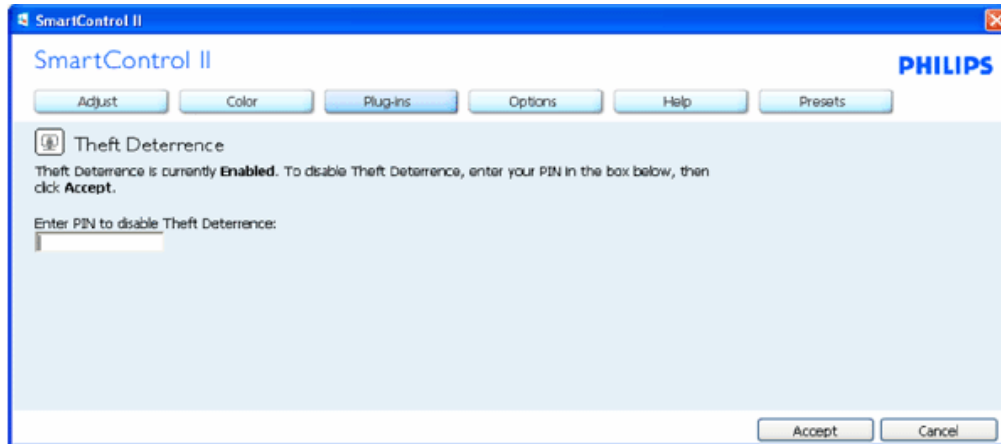 SmartControl II
SmartControl II
PHILIPS
Adjust Color Plug-ins Options Help Presets
Theft Deterrence
Theft Deterrence is currently Enabled. To disable Theft Deterrence, enter your PIN in the box below, then
click Accept.
Enter PIN to disable Theft Deterrence:
Accept Cancel